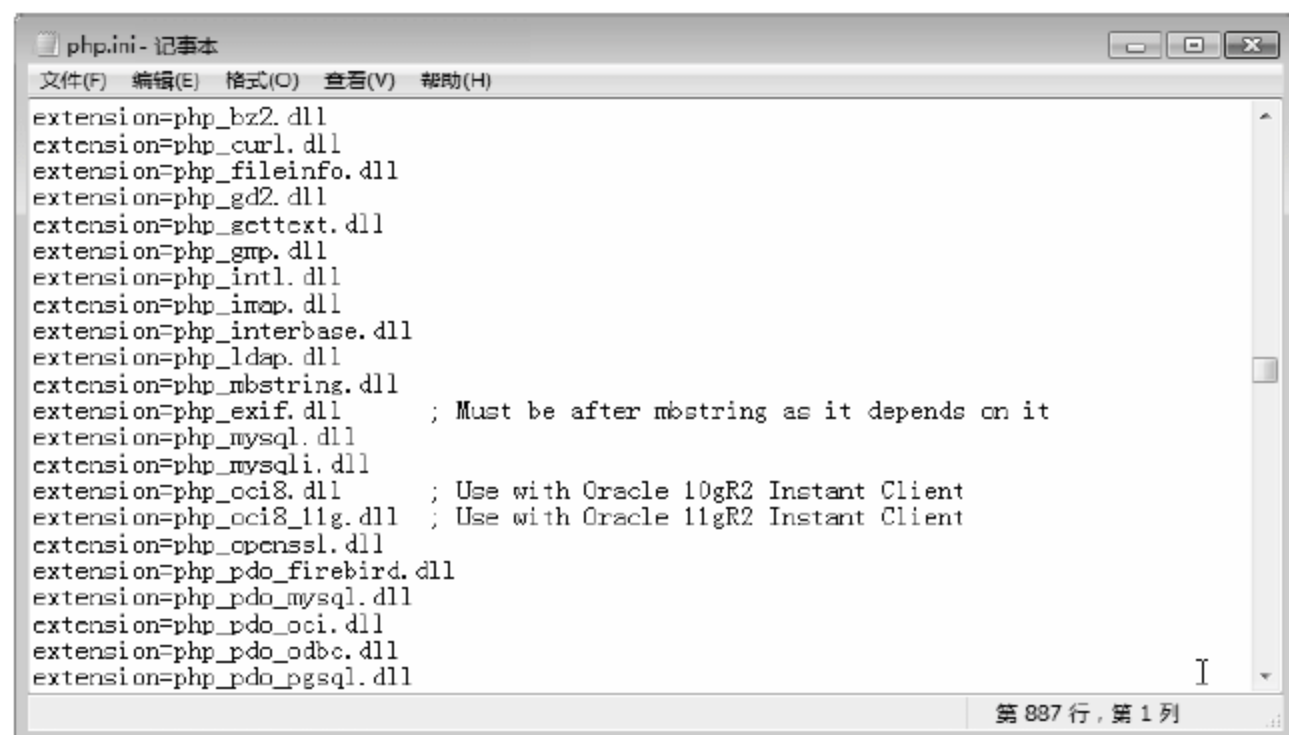 php.ini - 记事本
文件(F) 编辑(E) 格式(O) 查看(V) 帮助(H)
extension=php_bz2.dll
extension=php_curl.dll
extension=php_fileinfo.dll
extension=php_gd2.dll
extension=php_gettext.dll
extension=php_gmp.dll
extension=php_intl.dll
extension=php_imap.dll
extension=php_interbase.dll
extension=php_ldap.dll
extension=php_mbstring.dll
extension=php_exif.dll ; Must be after mbstring as it depends on it
extension=php_mysql.dll
extension=php_mysqli.dll
extension=php_oci8.dll ; Use with Oracle 10gR2 Instant Client
extension=php_oci8_11g.dll ; Use with Oracle 11gR2 Instant Client
extension=php_openssl.dll
extension=php_pdo_firebird.dll
extension=php_pdo_mysql.dll
extension=php_pdo_oci.dll
extension=php_pdo_odbc.dll
extension=php_pdo_pgsql.dll
第 887 行，第 1 列